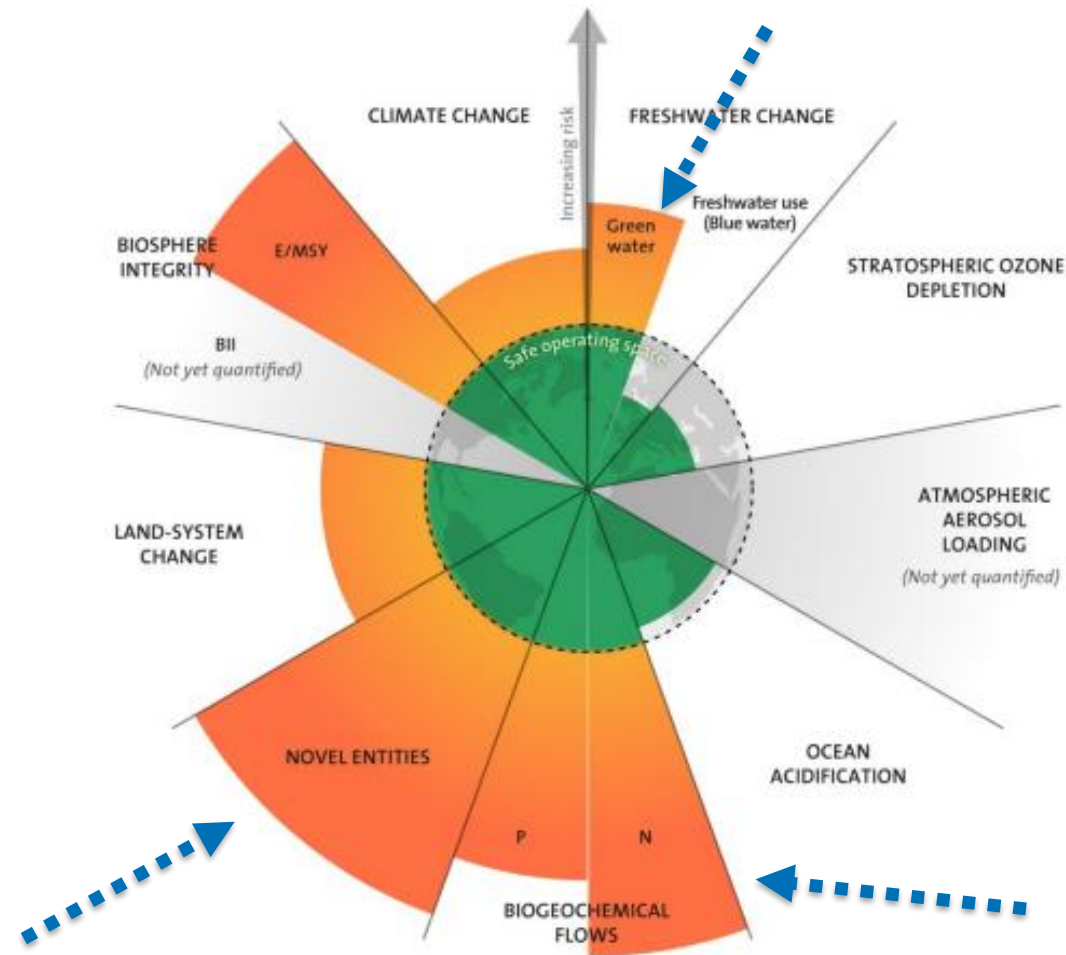 CLIMATE CHANGE
Increasing risk
FRESHWATER CHANGE
Green
water
Freshwater use
(Blue water)
STRATOSPHERIC OZONE
DEPLETION
ATMOSPHERIC
AEROSOL
LOADING
(Not yet quantified)
OCEAN
ACIDIFICATION
N
P
BIOGEOCHEMICAL
FLOWS
NOVEL ENTITIES
LAND-SYSTEM
CHANGE
BII
(Not yet quantified)
BIOSPHERE
INTEGRITY
E/MSY
Safe operating space